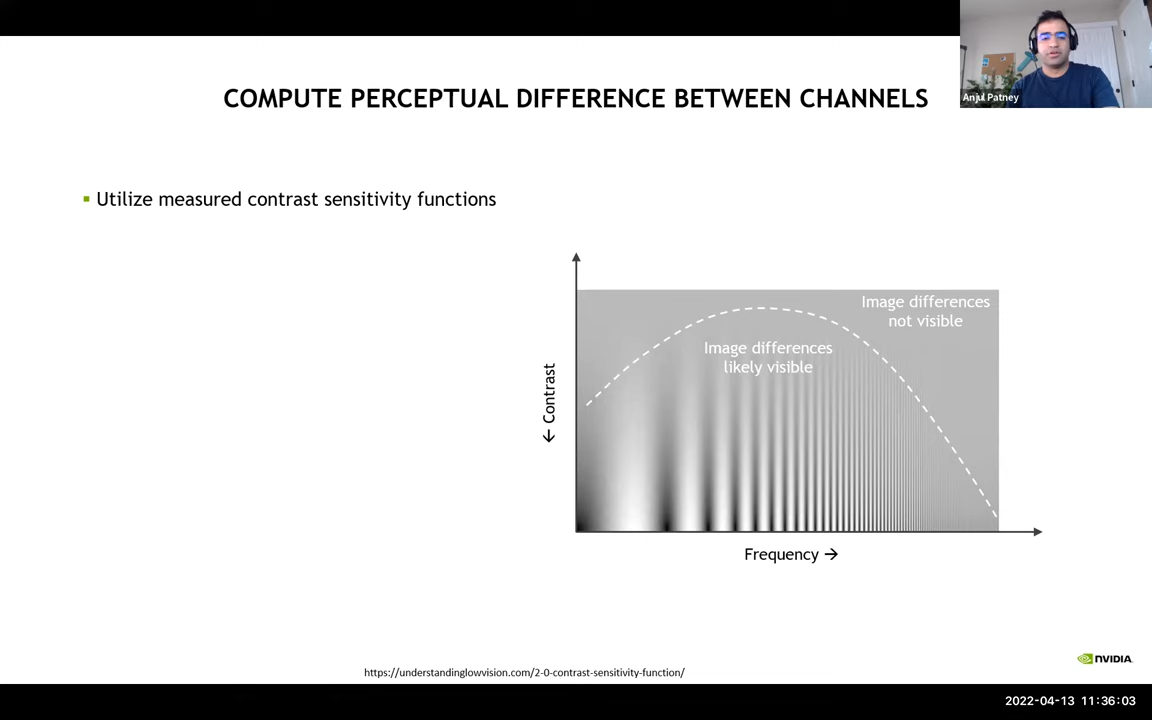 COMPUTE PERCEPTUAL DIFFERENCE BETWEEN CHANNELS
Anjul Patney
▪ Utilize measured contrast sensitivity functions
Image differences
not visible
Image differences
likely visible
← Contrast
Frequency →
https://understandinglowvision.com/2-0-contrast-sensitivity-function/
NVIDIA.
2022-04-13 11:36:03